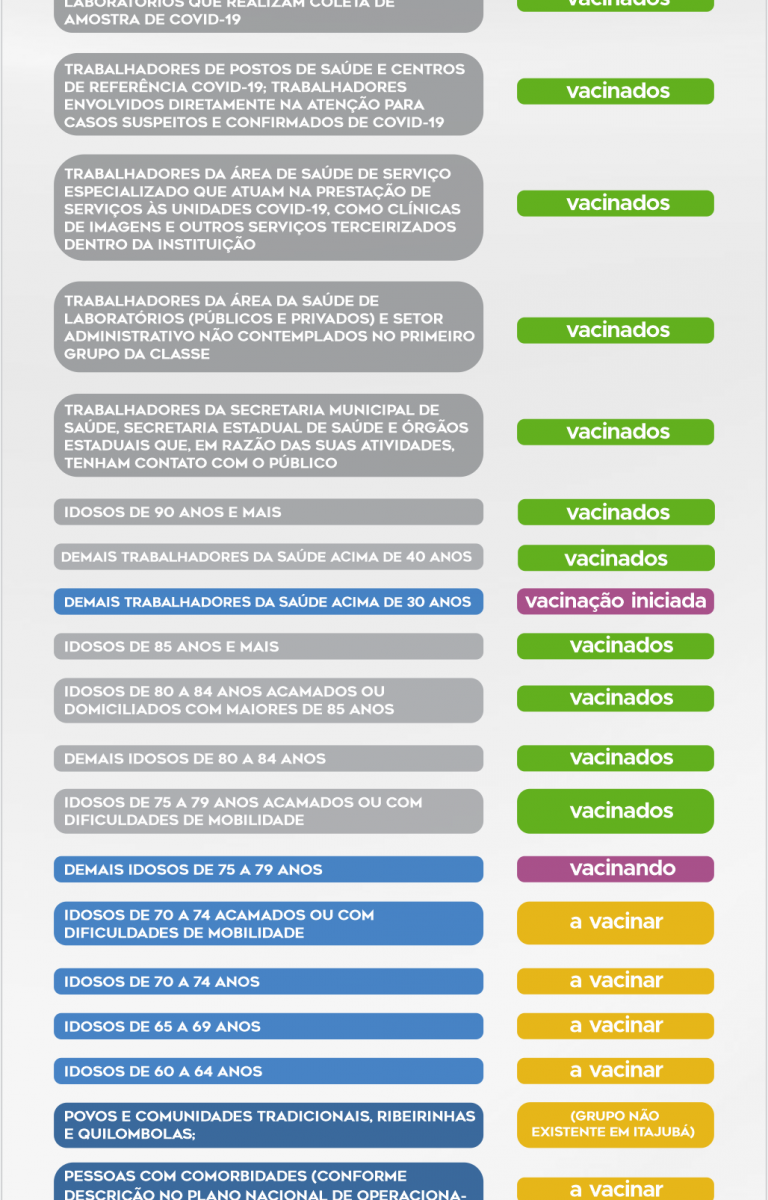 LABORATÓRIOS QUE REALIZAM COLETA DE
AMOSTRA DE COVID-19
vacinados
TRABALHADORES DE POSTOS DE SAÚDE E CENTROS
DE REFERÊNCIA COVID-19; TRABALHADORES
ENVOLVIDOS DIRETAMENTE NA ATENÇÃO PARA
CASOS SUSPEITOS E CONFIRMADOS DE COVID-19
vacinados
TRABALHADORES DA ÁREA DE SAÚDE DE SERVIÇO
ESPECIALIZADO QUE ATUAM NA PRESTAÇÃO DE
SERVIÇOS ÀS UNIDADES COVID-19, COMO CLÍNICAS
DE IMAGENS E OUTROS SERVIÇOS TERCEIRIZADOS
DENTRO DA INSTITUIÇÃO
vacinados
TRABALHADORES DA ÁREA DA SAÚDE DE
LABORATÓRIOS (PÚBLICOS E PRIVADOS) E SETOR
ADMINISTRATIVO NÃO CONTEMPLADOS NO PRIMEIRO
GRUPO DA CLASSE
vacinados
TRABALHADORES DA SECRETARIA MUNICIPAL DE
SAÚDE, SECRETARIA ESTADUAL DE SAÚDE E ÓRGÃOS
ESTADUAIS QUE, EM RAZÃO DAS SUAS ATIVIDADES,
TENHAM CONTATO COM O PÚBLICO
vacinados
IDOSOS DE 90 ANOS E MAIS
vacinados
DEMAIS TRABALHADORES DA SAÚDE ACIMA DE 40 ANOS
vacinados
DEMAIS TRABALHADORES DA SAÚDE ACIMA DE 30 ANOS
vacinação iniciada
IDOSOS DE 85 ANOS E MAIS
vacinados
IDOSOS DE 80 A 84 ANOS ACAMADOS OU
DOMICILIADOS COM MAIORES DE 85 ANOS
vacinados
DEMAIS IDOSOS DE 80 A 84 ANOS
vacinados
IDOSOS DE 75 A 79 ANOS ACAMADOS OU COM
DIFICULDADES DE MOBILIDADE
vacinados
DEMAIS IDOSOS DE 75 A 79 ANOS
vacinando
IDOSOS DE 70 A 74 ACAMADOS OU COM
DIFICULDADES DE MOBILIDADE
a vacinar
IDOSOS DE 70 A 74 ANOS
a vacinar
IDOSOS DE 65 A 69 ANOS
a vacinar
IDOSOS DE 60 A 64 ANOS
a vacinar
POVOS E COMUNIDADES TRADICIONAIS, RIBEIRINHAS
E QUILOMBOLAS;
(GRUPO NÃO
EXISTENTE EM ITAJUBÁ)
PESSOAS COM COMORBIDADES (CONFORME
DESCRIÇÃO NO PLANO NACIONAL DE OPERACIONA-
a vacinar